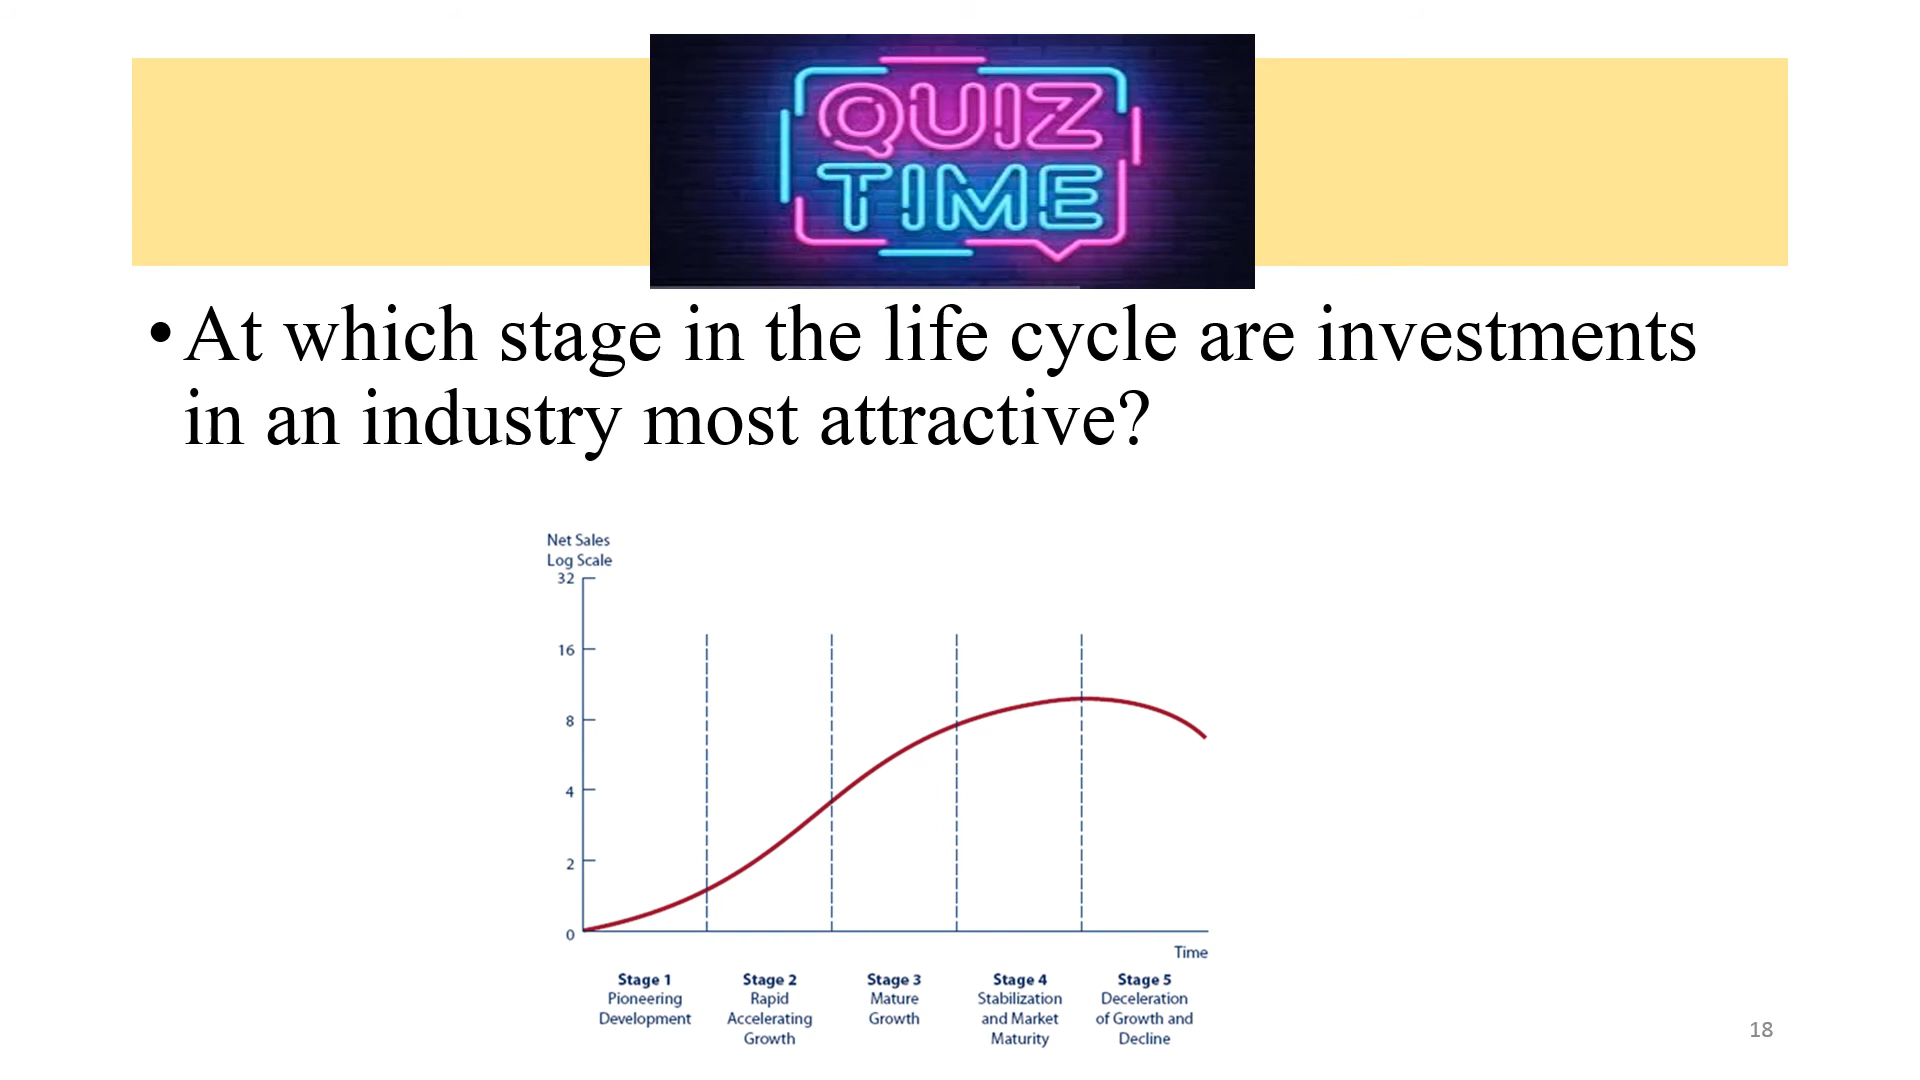 QUIZ
TIME
• At which stage in the life cycle are investments
in an industry most attractive?
Net Sales
Log Scale
32
16
8
4
2
0
Time
Stage 1
Pioneering
Development
Stage 2
Rapid
Accelerating
Growth
Stage 3
Mature
Growth
Stage 4
Stabilization
and Market
Maturity
Stage 5
Deceleration
of Growth and
Decline
18